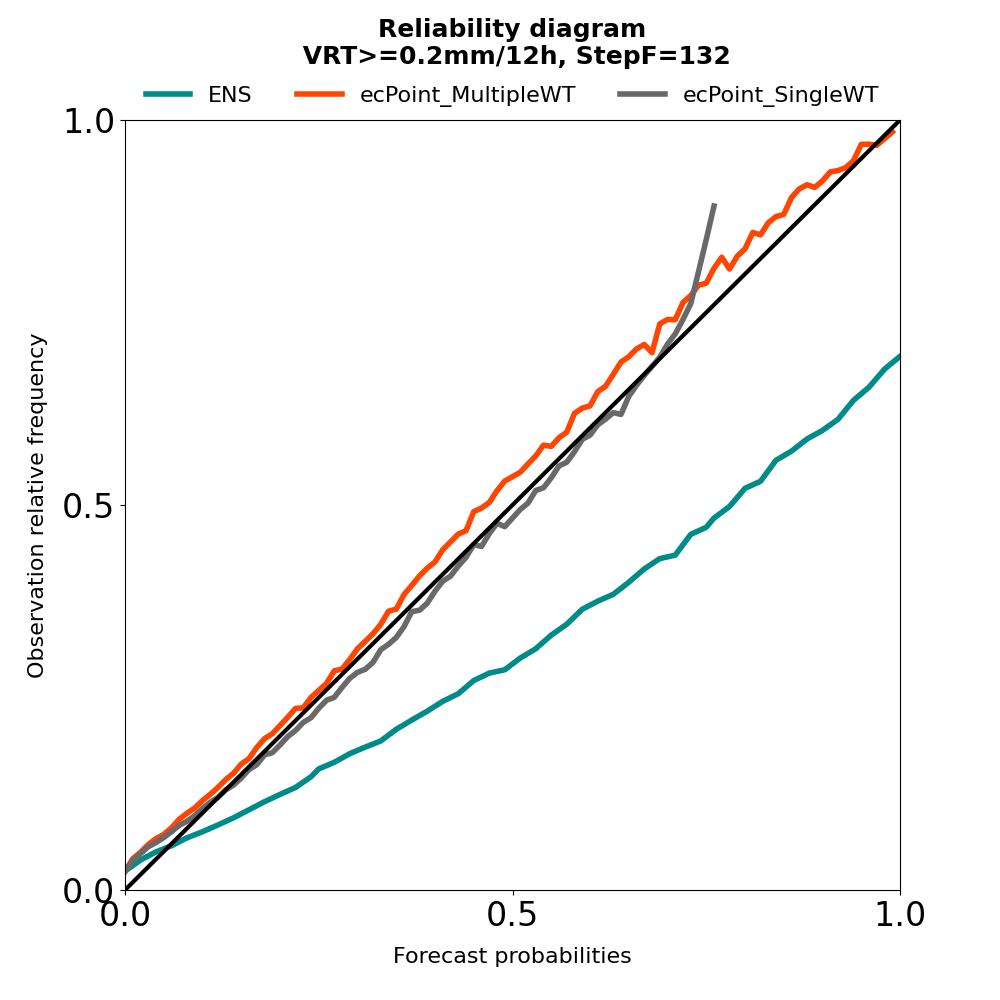 Reliability diagram
VRT>=0.2mm/12h, StepF=132
ENS ecPoint_MultipleWT ecPoint_SingleWT
1.0
0.5
0.0
Observation relative frequency
0.0 0.5 1.0
Forecast probabilities